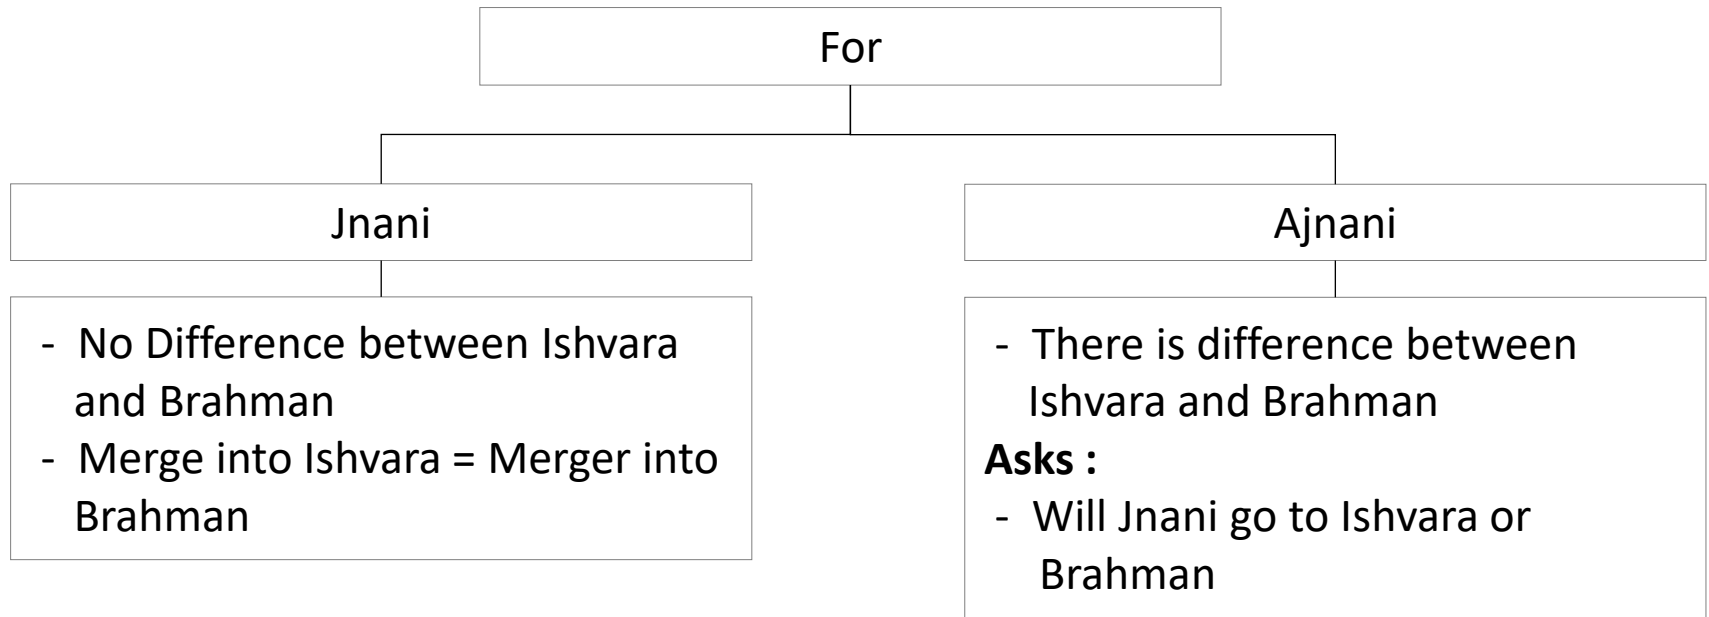 For
Jnani
- No Difference between Ishvara
and Brahman
- Merge into Ishvara = Merger into
Brahman
Ajnani
- There is difference between
Ishvara and Brahman
Asks :
- Will Jnani go to Ishvara or
Brahman